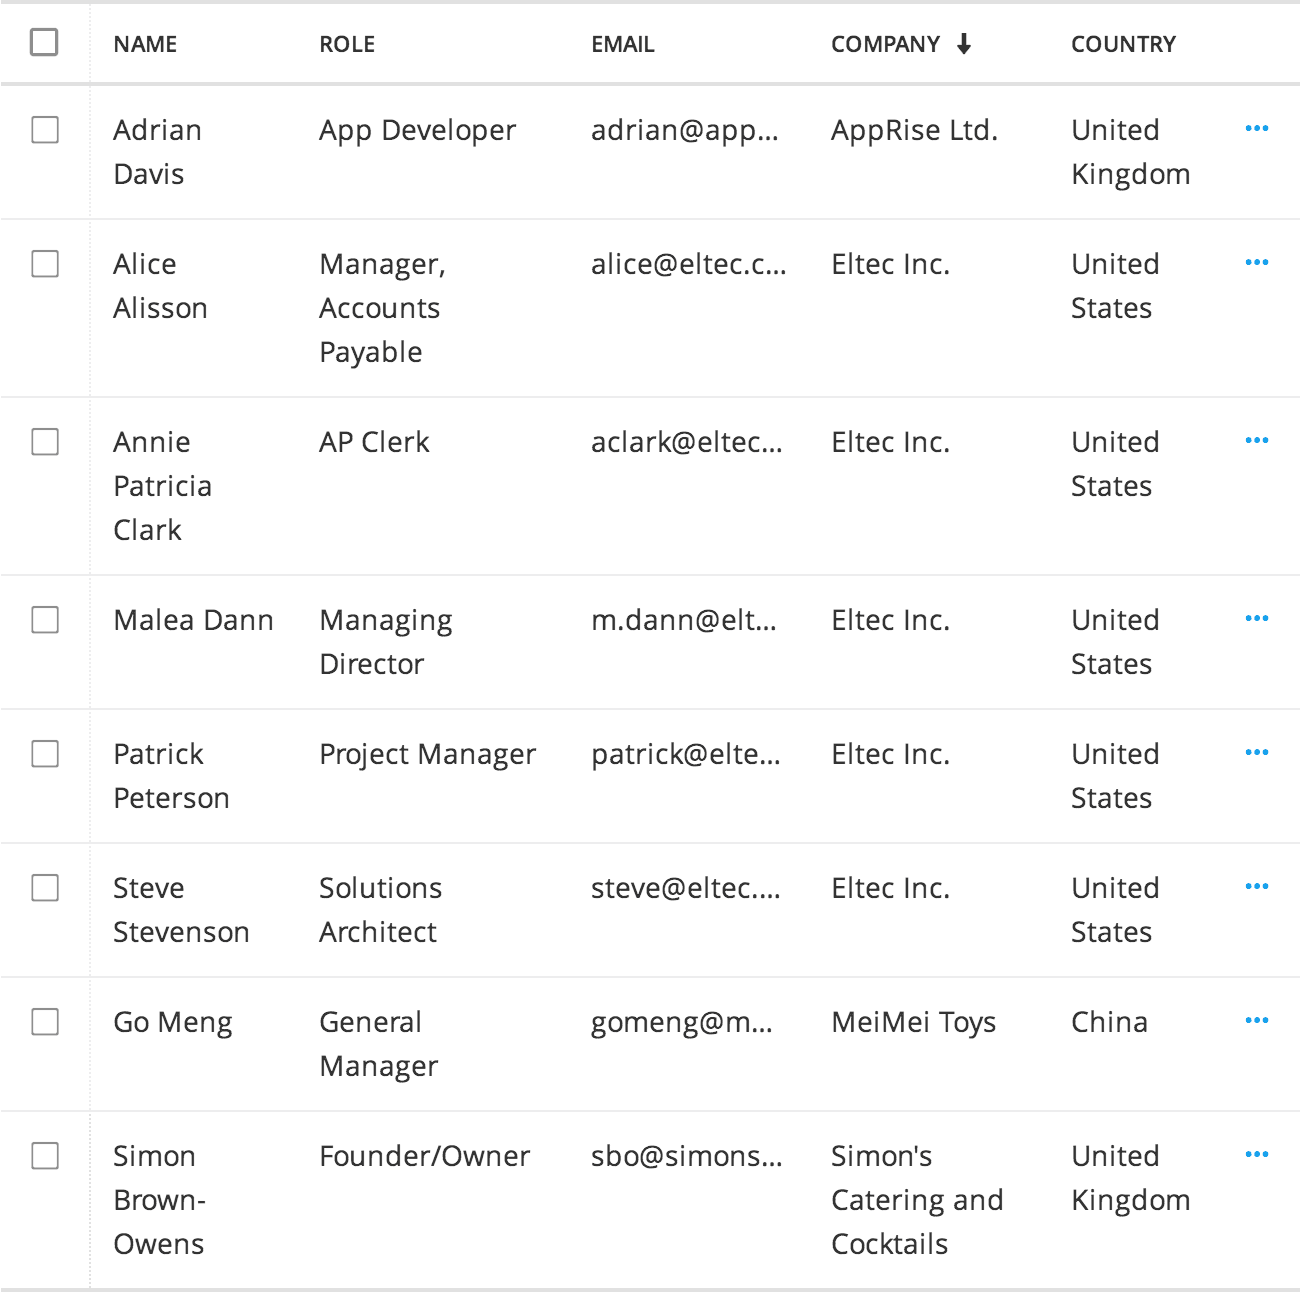 NAME ROLE EMAIL COMPANY ↓ COUNTRY
Adrian App Developer adrian@app... AppRise Ltd. United ...
Davis Kingdom
Alice Manager, alice@eltec.c... Eltec Inc. United ...
Alisson Accounts States
Payable
Annie AP Clerk aclark@eltec... Eltec Inc. United ...
Patricia States
Clark
Malea Dann Managing m.dann@elt... Eltec Inc. United ...
Director States
Patrick Project Manager patrick@elte... Eltec Inc. United ...
Peterson States
Steve Solutions steve@eltec.... Eltec Inc. United ...
Stevenson Architect States
Go Meng General gomeng@m... MeiMei Toys China ...
Manager
Simon Founder/Owner sbo@simons... Simon's United ...
Brown- Catering and Kingdom
Owens Cocktails